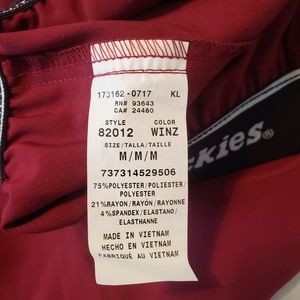 173162-0717 KL
RN# 93643
CA# 24480
STYLE COLOR
82012 WINZ
SIZE/TALLA/TAILLE
M/M/M
737314529506
75%POLYESTER/POLIESTER/
POLYESTER
21%RAYON/RAYÓN/RAYONNE
4%SPANDEX/ELASTANO/
ELASTHANNE
MADE IN VIETNAM
HECHO EN VIETNAM
FABRIQUÉ AU VIETNAM
ckies®